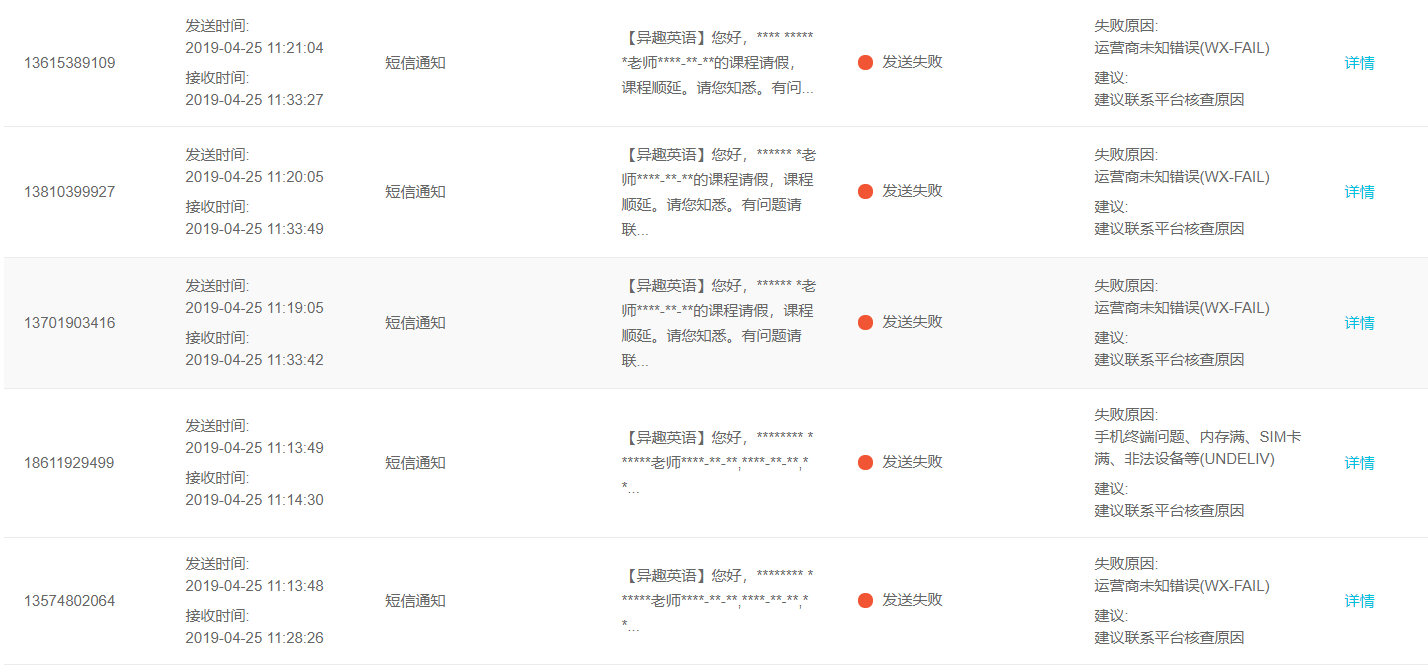 13615389109
发送时间:
2019-04-25 11:21:04
接收时间:
2019-04-25 11:33:27
短信通知
【异趣英语】您好，**** *****
*老师****-**-**的课程请假，
课程顺延。请您知悉。有问...
发送失败
失败原因:
运营商未知错误(WX-FAIL)
建议:
建议联系平台核查原因
详情
13810399927
发送时间:
2019-04-25 11:20:05
接收时间:
2019-04-25 11:33:49
短信通知
【异趣英语】您好，****** *老
师****-**-**的课程请假，课程
顺延。请您知悉。有问题请
联...
发送失败
失败原因:
运营商未知错误(WX-FAIL)
建议:
建议联系平台核查原因
详情
13701903416
发送时间:
2019-04-25 11:19:05
接收时间:
2019-04-25 11:33:42
短信通知
【异趣英语】您好，****** *老
师****-**-**的课程请假，课程
顺延。请您知悉。有问题请
联...
发送失败
失败原因:
运营商未知错误(WX-FAIL)
建议:
建议联系平台核查原因
详情
18611929499
发送时间:
2019-04-25 11:13:49
接收时间:
2019-04-25 11:14:30
短信通知
【异趣英语】您好，******** *
*****老师****-**-**,****-**-**,*
*...
发送失败
失败原因:
手机终端问题、内存满、SIM卡
满、非法设备等(UNDELIV)
建议:
建议联系平台核查原因
详情
13574802064
发送时间:
2019-04-25 11:13:48
接收时间:
2019-04-25 11:28:26
短信通知
【异趣英语】您好，******** *
*****老师****-**-**,****-**-**,*
*...
发送失败
失败原因:
运营商未知错误(WX-FAIL)
建议:
建议联系平台核查原因
详情